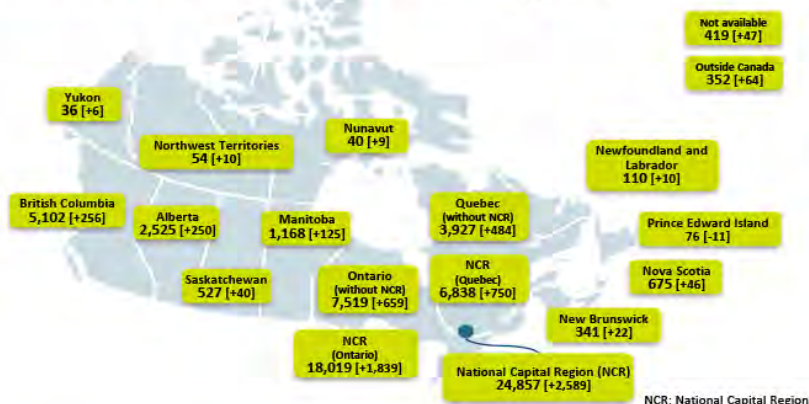 Not available
419 [+47]
Outside Canada
352 [+64]
Yukon
36 [+6]
Northwest Territories
54 [+10]
Nunavut
40 [+9]
Newfoundland and
Labrador
110 [+10]
British Columbia
5,102 [+256]
Alberta
2,525 [+250]
Manitoba
1,168 [+125]
Quebec
(without NCR)
3,927 [+484]
Prince Edward Island
76 [-11]
Saskatchewan
527 [+40]
Ontario
(without NCR)
7,519 [+659]
NCR
(Quebec)
6,838 [+750]
Nova Scotia
675 [+46]
New Brunswick
341 [+22]
NCR
(Ontario)
18,019 [+1,839]
National Capital Region (NCR)
24,857 [+2,589]
NCR: National Capital Region